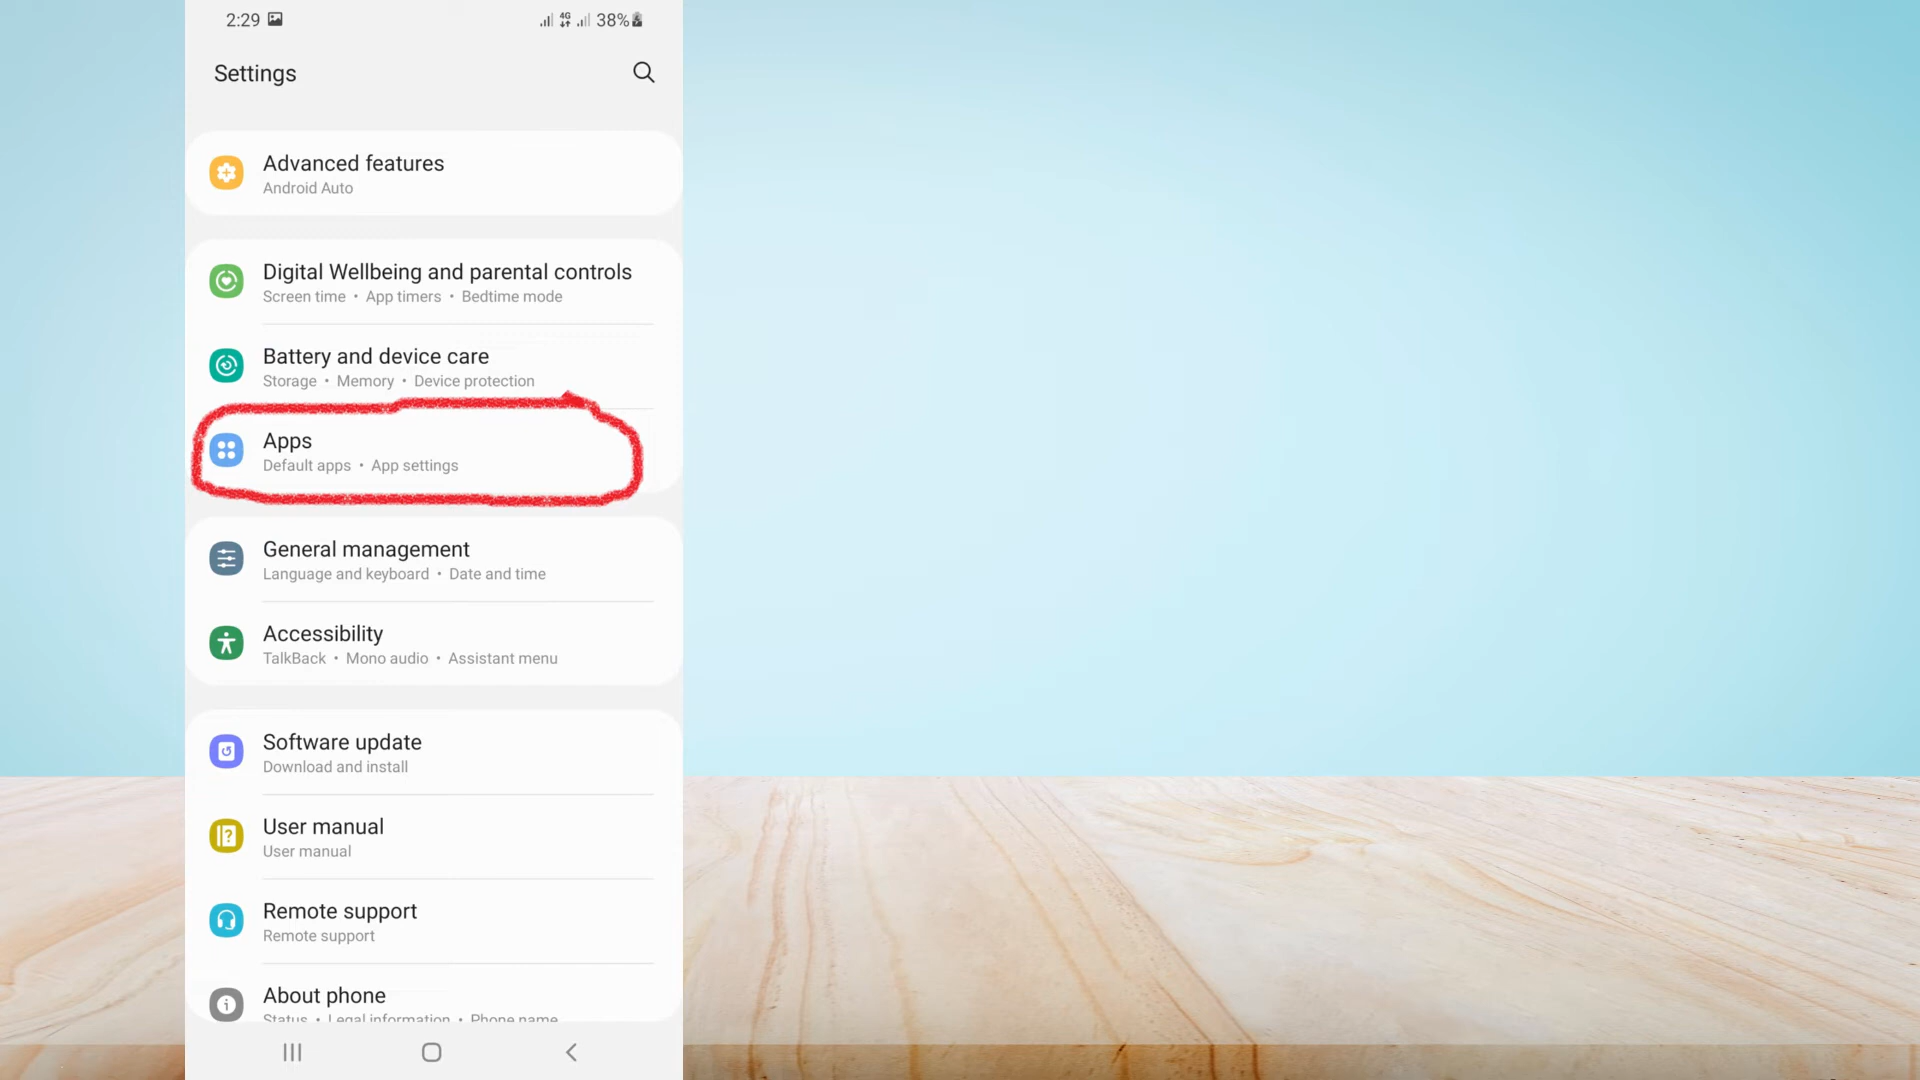 2:29
4G
38%
Settings
Advanced features
Android Auto
Digital Wellbeing and parental controls
Screen time • App timers • Bedtime mode
Battery and device care
Storage • Memory • Device protection
Apps
Default apps • App settings
General management
Language and keyboard • Date and time
Accessibility
TalkBack • Mono audio • Assistant menu
Software update
Download and install
User manual
User manual
Remote support
Remote support
About phone
Status • Legal information • Phone name